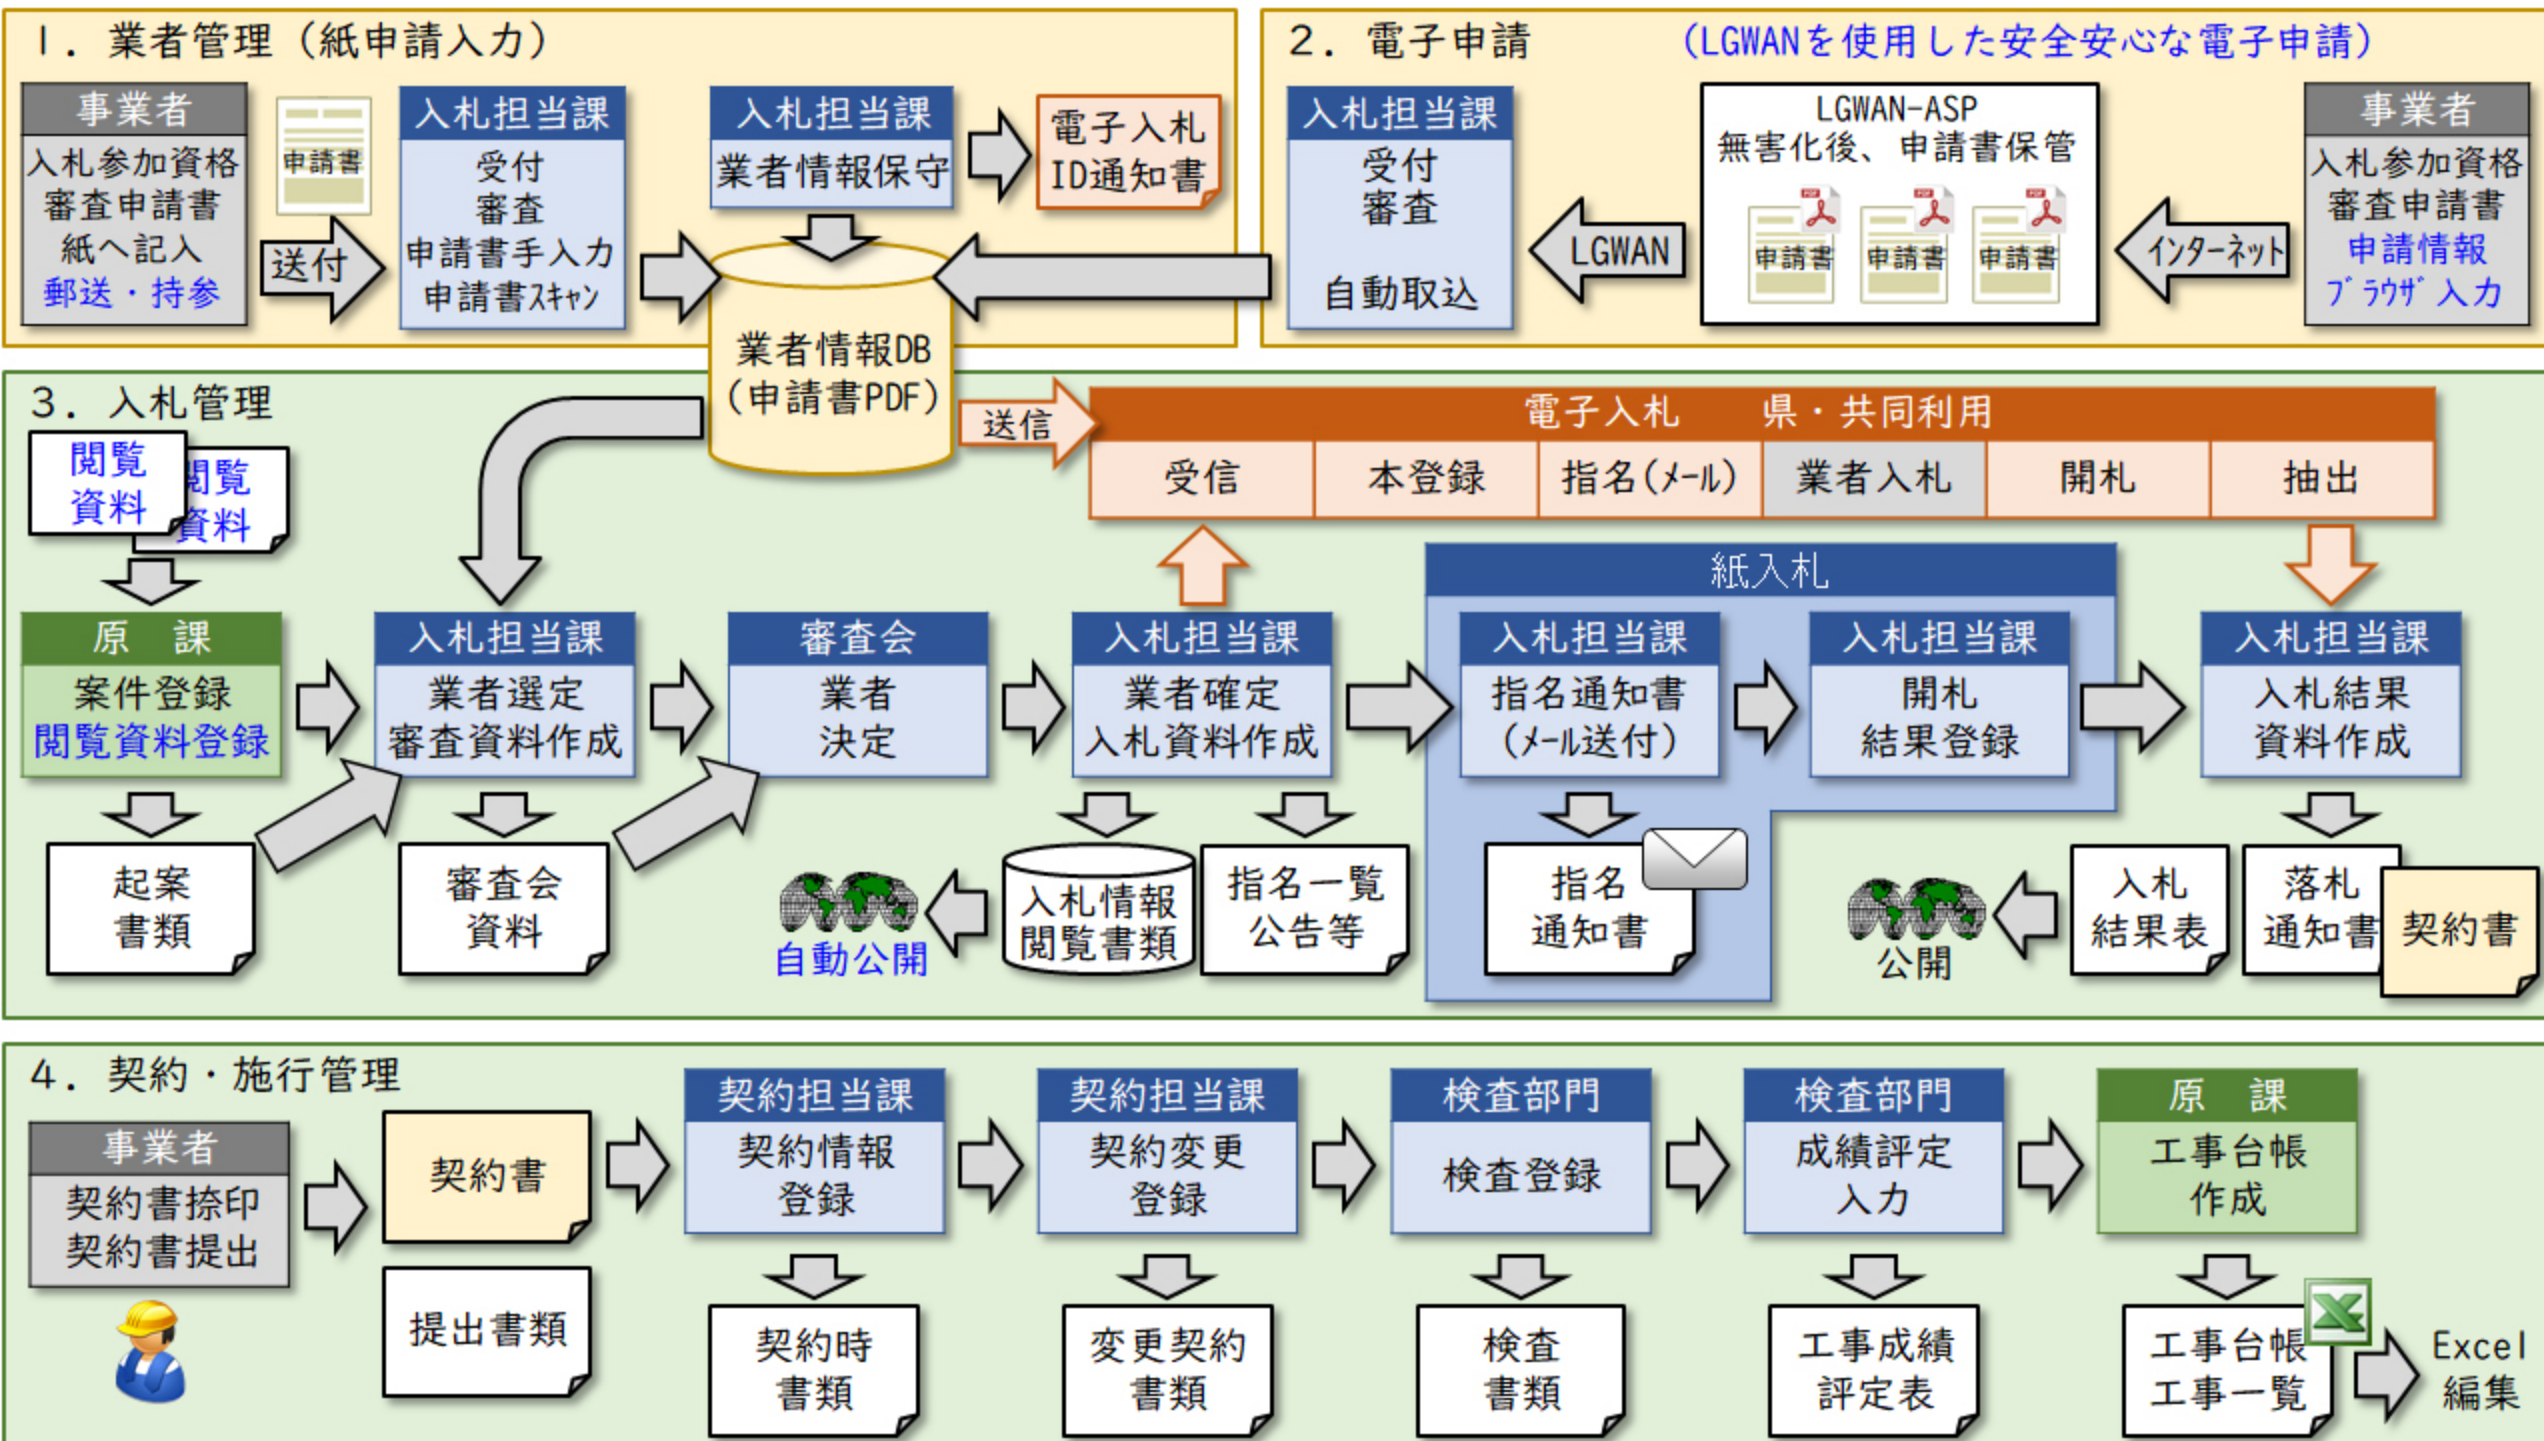 1. 業者管理（紙申請入力）
事業者
入札参加資格
審査申請書
紙へ記入
郵送・持参
申請書
送付
入札担当課
受付
審査
申請書手入力
申請書ｽｷｬﾝ
入札担当課
業者情報保守
電子入札
ID通知書
業者情報DB
（申請書PDF）
2. 電子申請
（LGWANを使用した安全安心な電子申請）
入札担当課
受付
審査
自動取込
LGWAN
LGWAN-ASP
無害化後、申請書保管
PDF
申請書
PDF
申請書
PDF
申請書
ｲﾝﾀｰﾈｯﾄ
事業者
入札参加資格
審査申請書
申請情報
ﾌﾞﾗｳｻﾞ入力
3. 入札管理
閲覧
資料
閲覧
資料
送信
電子入札　県・共同利用
受信
本登録
指名(ﾒｰﾙ)
業者入札
開札
抽出
原　課
案件登録
閲覧資料登録
入札担当課
業者選定
審査資料作成
審査会
業者
決定
入札担当課
業者確定
入札資料作成
紙入札
入札担当課
指名通知書
(ﾒｰﾙ送付)
入札担当課
開札
結果登録
入札担当課
入札結果
資料作成
起案
書類
審査会
資料
自動公開
入札情報
閲覧書類
指名一覧
公告等
指名
通知書
公開
入札
結果表
落札
通知書
契約書
4. 契約・施行管理
事業者
契約書捺印
契約書提出
契約書
提出書類
契約担当課
契約情報
登録
契約担当課
契約変更
登録
検査部門
検査登録
検査部門
成績評定
入力
原　課
工事台帳
作成
契約時
書類
変更契約
書類
検査
書類
工事成績
評定表
工事台帳
工事一覧
Excel
編集